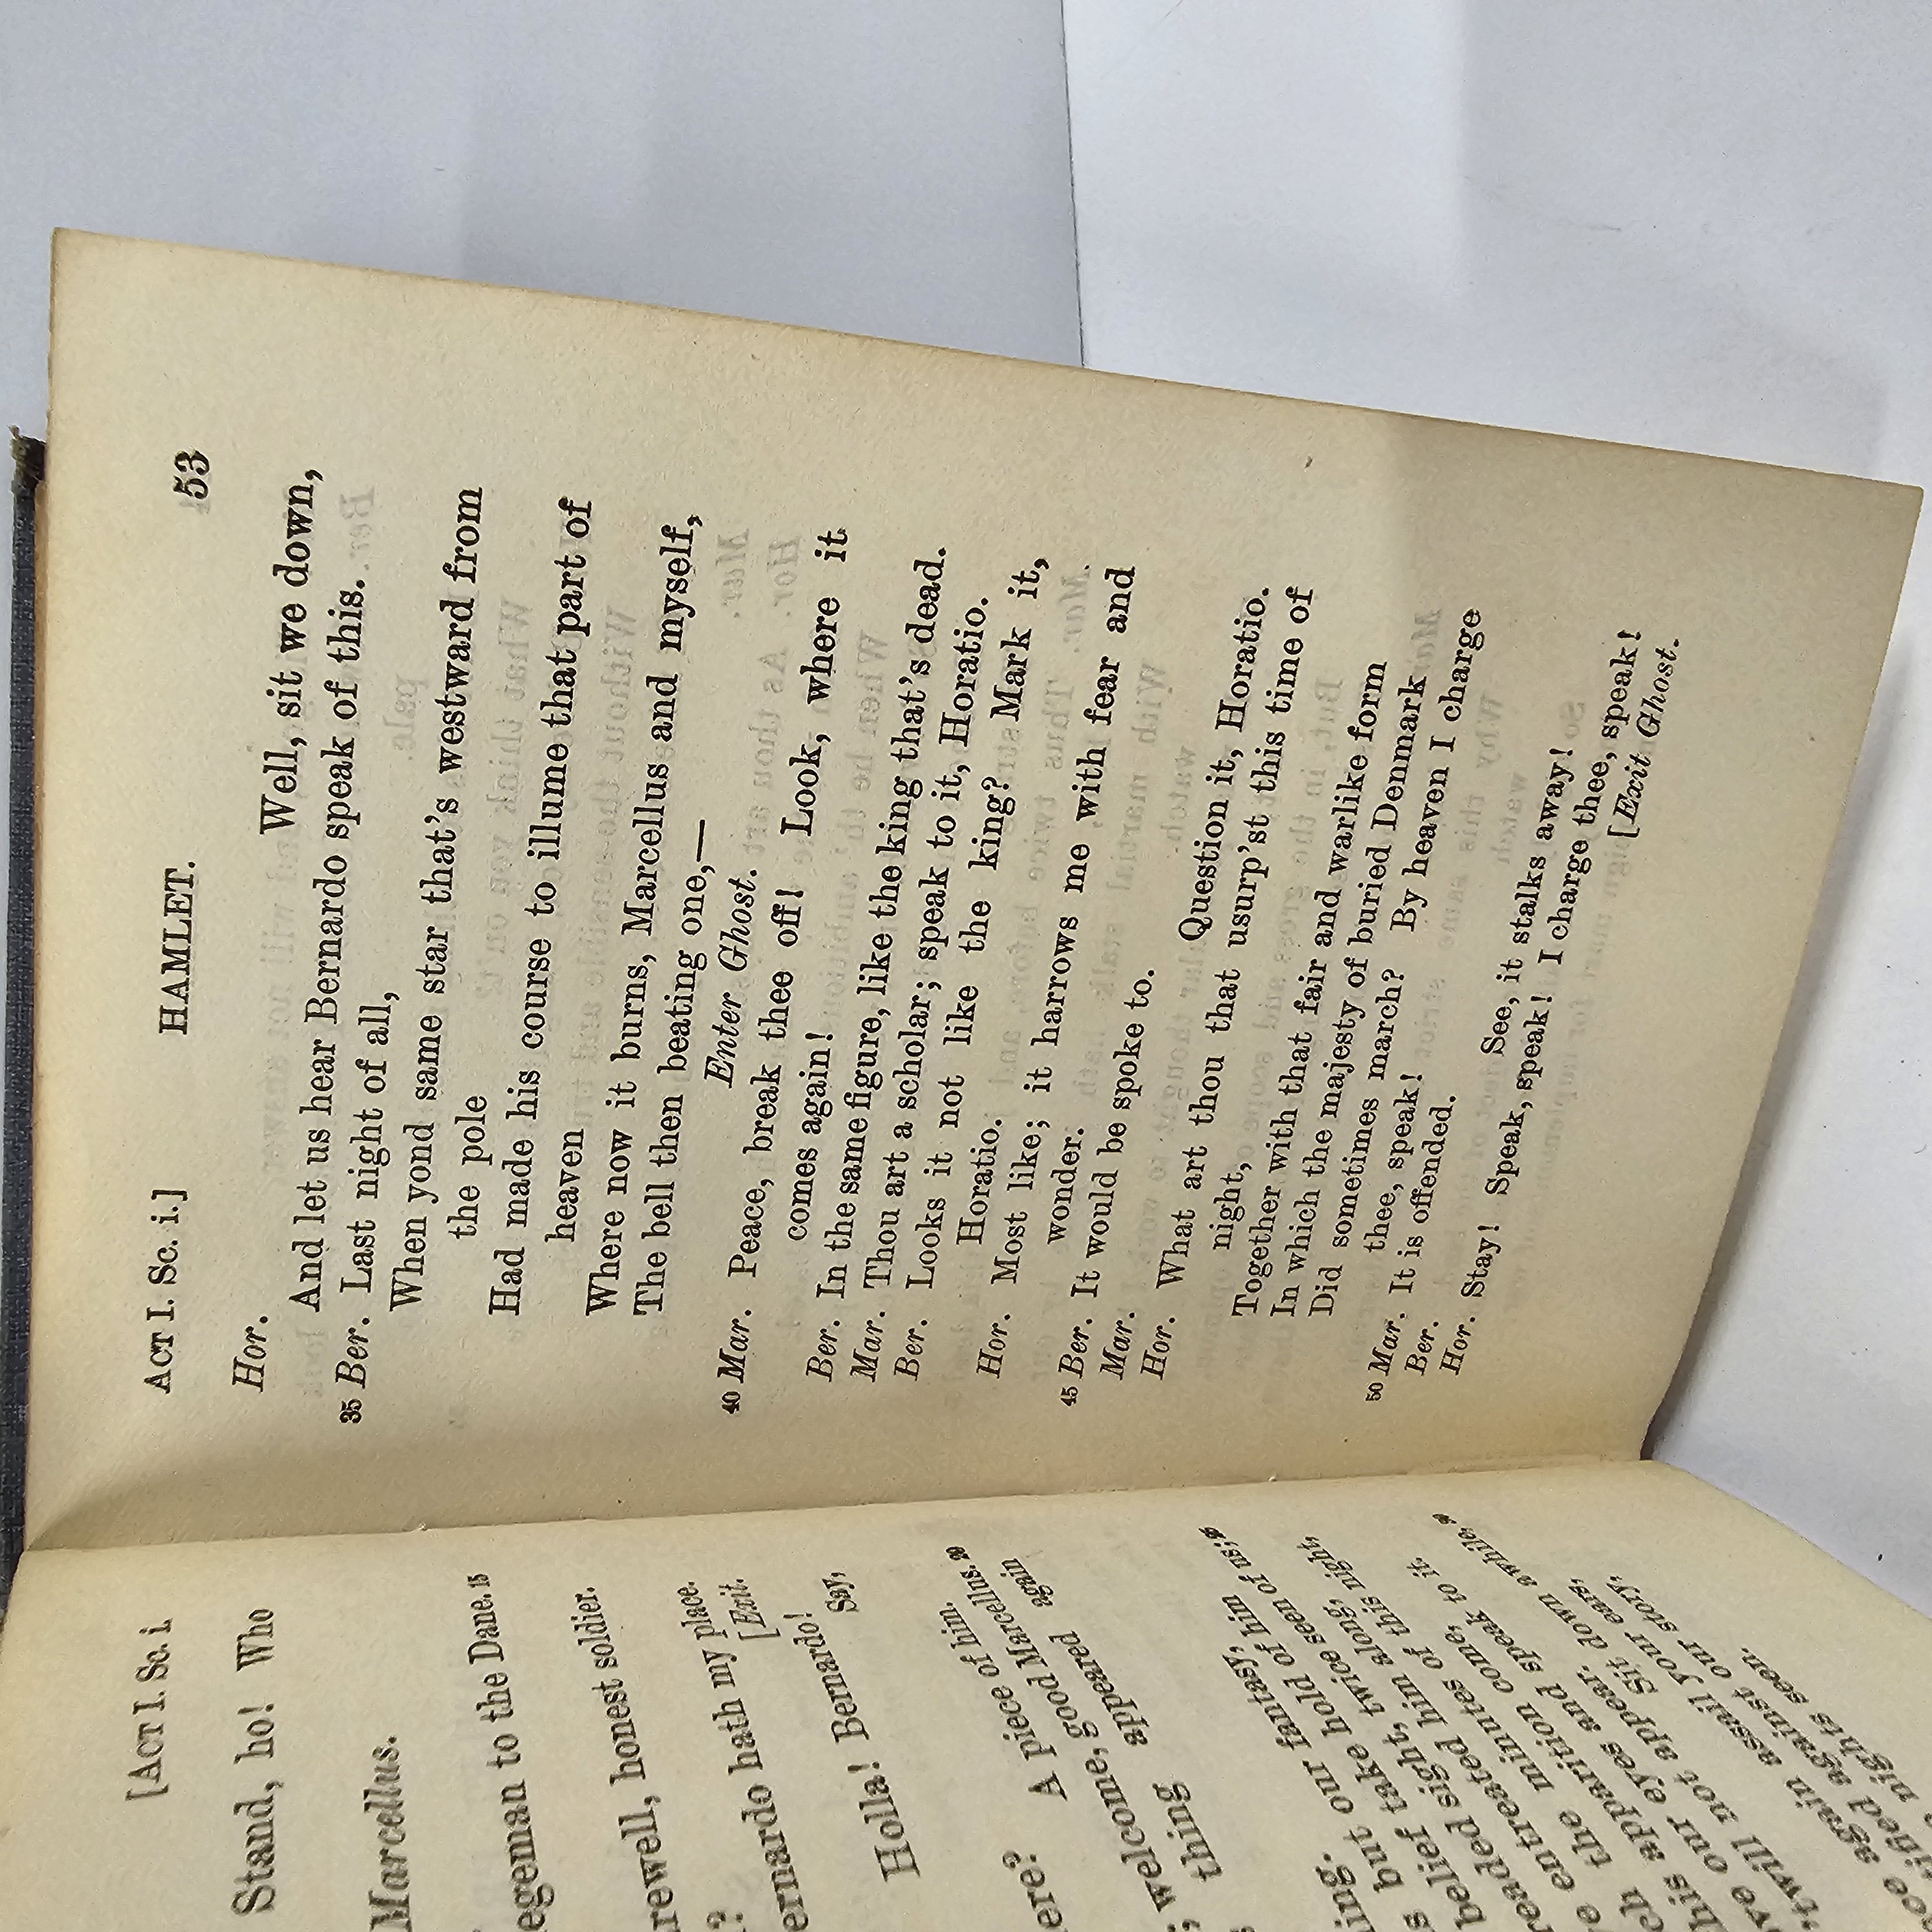 [ACT I. Sc. i.
Stand, ho! Who
Marcellus.
to the Dane. 15
honest soldier.
?
hath my place.
[Exit.
Holla! Bernardo!
Say,
A piece of him.
; welcome, good Marcellus. 20
thing appeared again
but our fantasy,
belief take hold of him
sight, twice seen of us; 25
entreated him along,
the minutes of this night,
apparition come,
our eyes and speak to it.
'twill not appear.
Sit down awhile, 30
again assail your ears,
against our story,
nights seen.
ACT I. Sc. i.] HAMLET. 53
Hor. Well, sit we down,
And let us hear Bernardo speak of this.
35 Ber. Last night of all,
When yond same star that's westward from
the pole
Had made his course to illume that part of
heaven
Where now it burns, Marcellus and myself,
The bell then beating one,—
Enter Ghost.
40 Mar. Peace, break thee off! Look, where it
comes again!
Ber. In the same figure, like the king that's dead.
Mar. Thou art a scholar; speak to it, Horatio.
Ber. Looks it not like the king? Mark it,
Horatio.
Hor. Most like; it harrows me with fear and
wonder.
45 Ber. It would be spoke to.
Mar. Question it, Horatio.
Hor. What art thou that usurp'st this time of
night,
Together with that fair and warlike form
In which the majesty of buried Denmark
Did sometimes march? By heaven I charge
thee, speak!
50 Mar. It is offended.
Ber. See, it stalks away!
Hor. Stay! Speak, speak! I charge thee, speak!
[Exit Ghost.